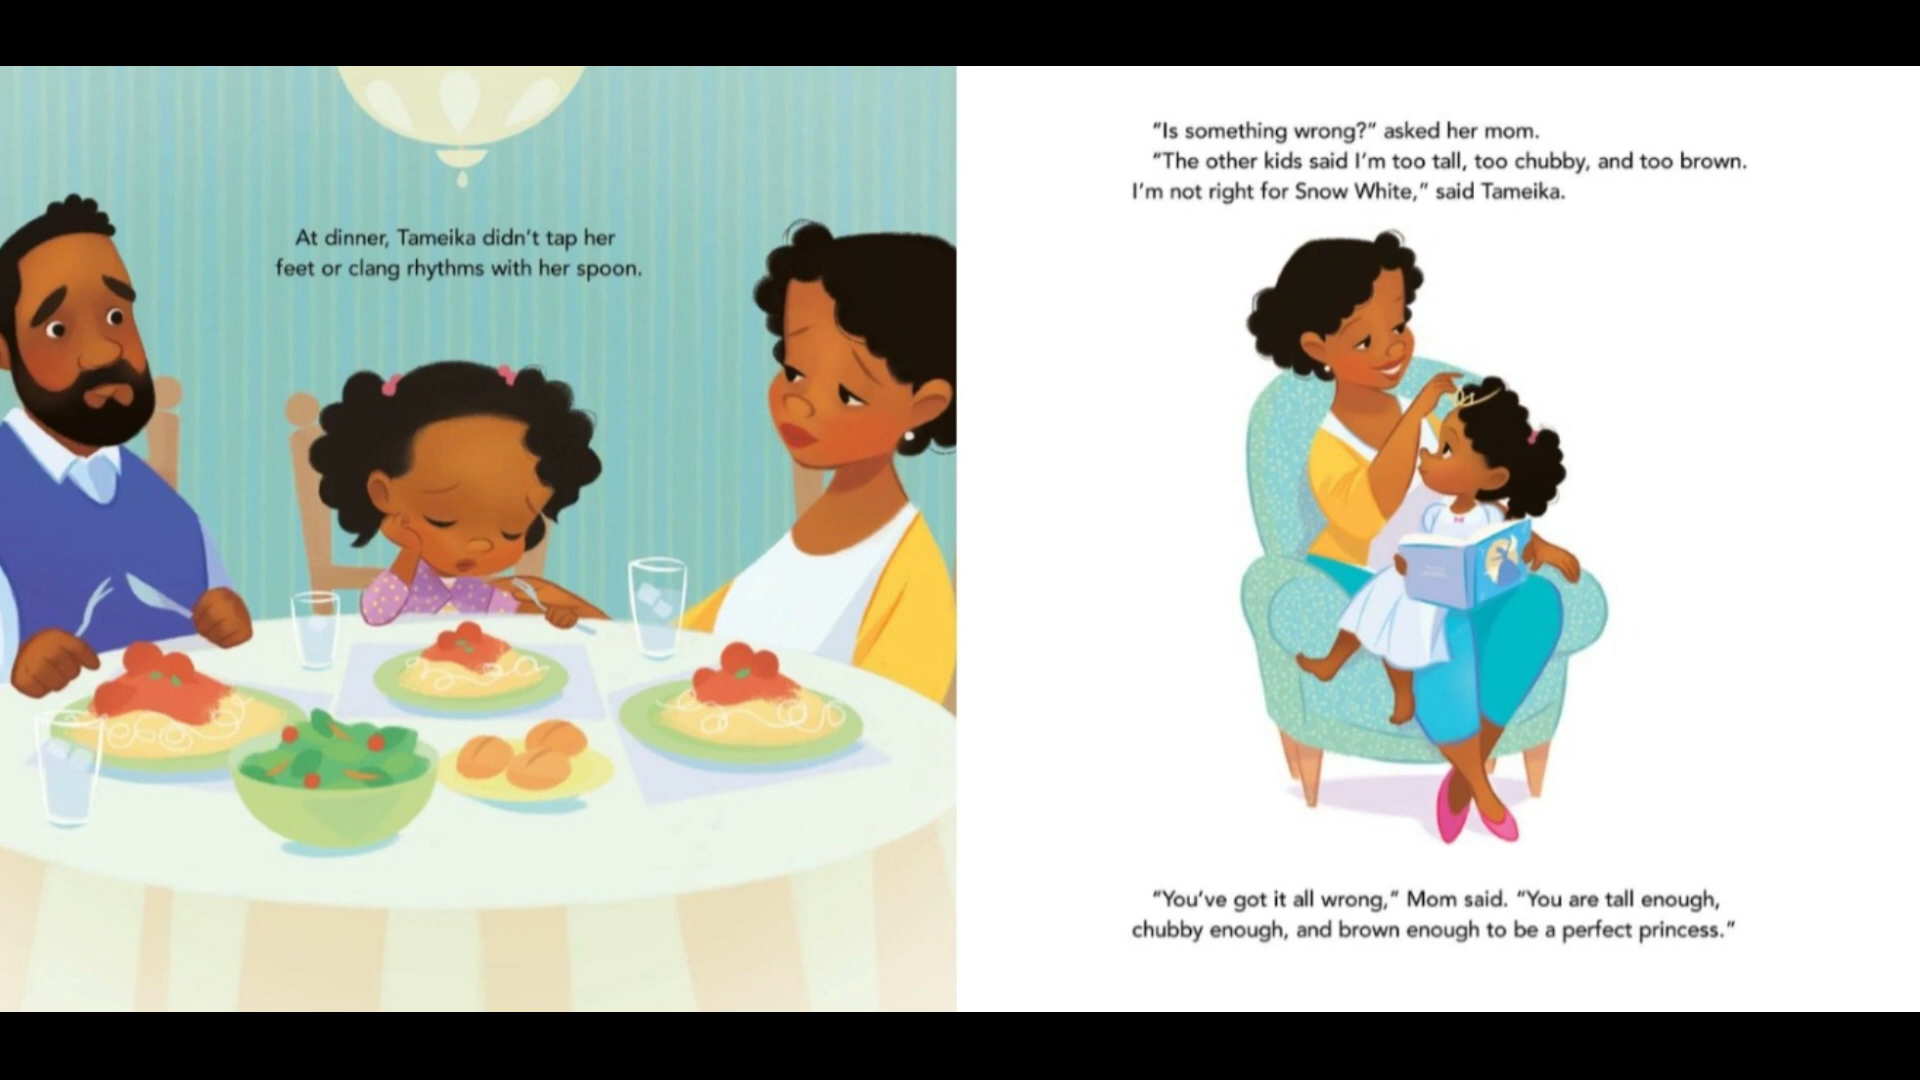 At dinner, Tameika didn't tap her
feet or clang rhythms with her spoon.
“Is something wrong?” asked her mom.
“The other kids said I'm too tall, too chubby, and too brown.
I'm not right for Snow White,” said Tameika.
“You've got it all wrong,” Mom said. “You are tall enough,
chubby enough, and brown enough to be a perfect princess.”